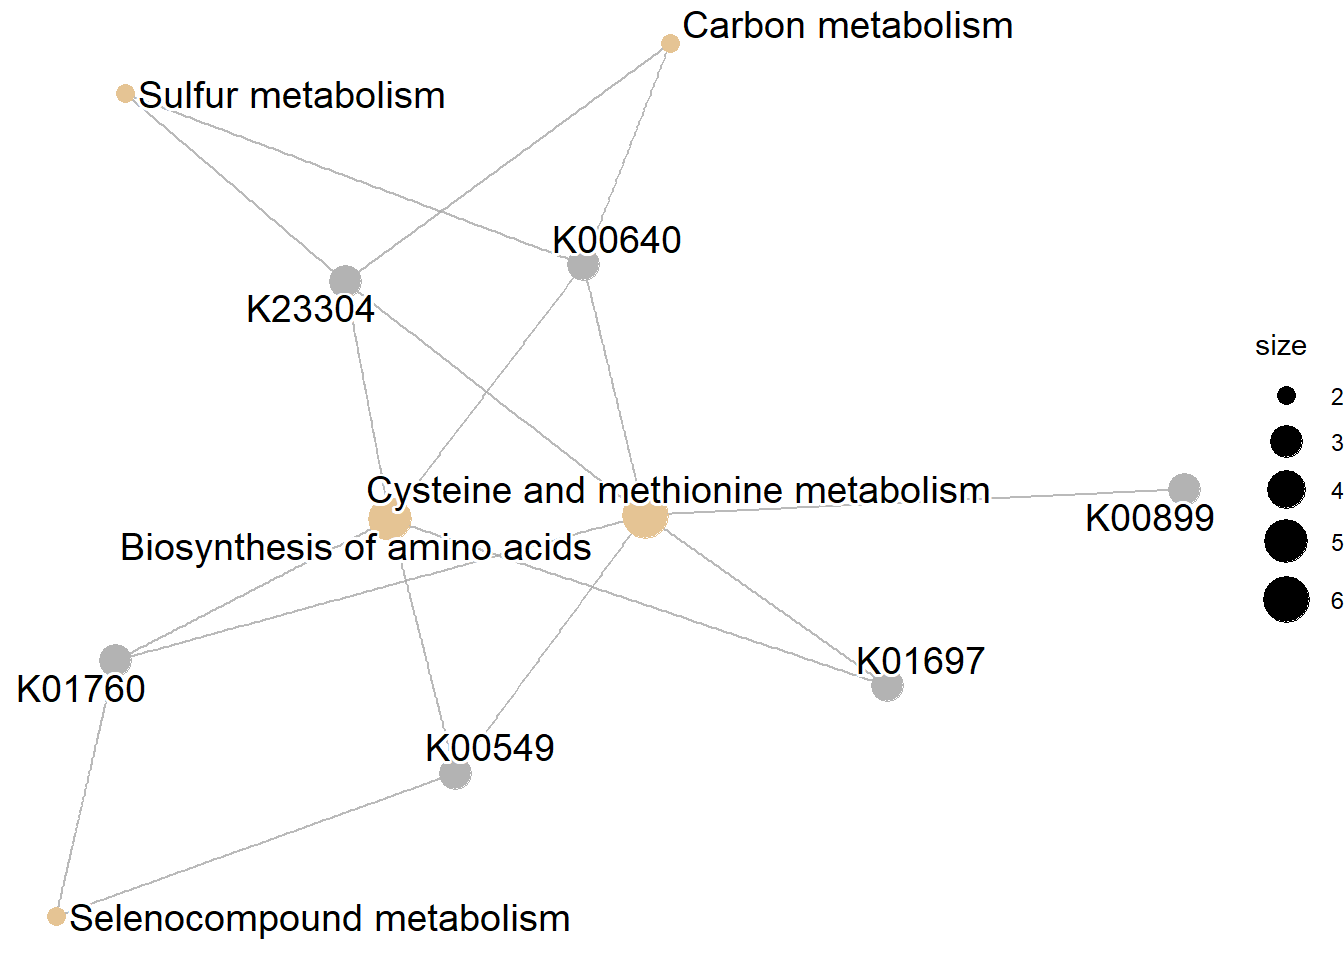 Carbon metabolism
Sulfur metabolism
K00640
K23304
Cysteine and methionine metabolism
K00899
Biosynthesis of amino acids
K01697
K01760
K00549
Selenocompound metabolism
size
2
3
4
5
6